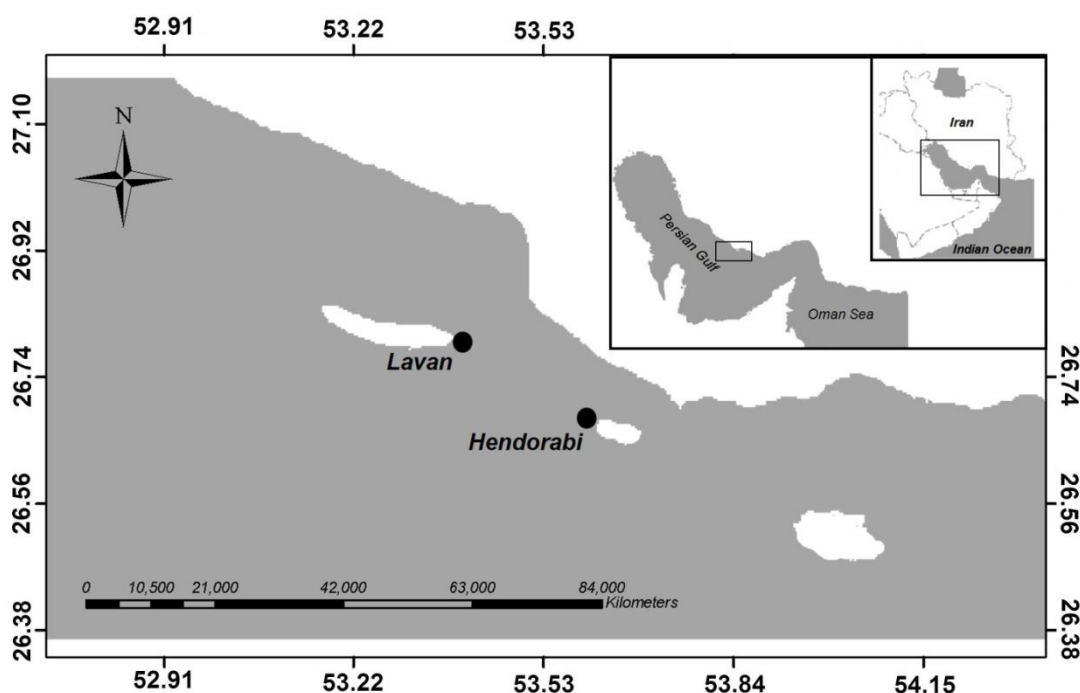 52.91 53.22 53.53
27.10
26.92
26.74
26.56
26.38
N
Iran
Indian Ocean
Persian Gulf
Oman Sea
Lavan
Hendorabi
26.74
26.56
26.38
0 10,500 21,000 42,000 63,000 84,000
Kilometers
52.91 53.22 53.53 53.84 54.15